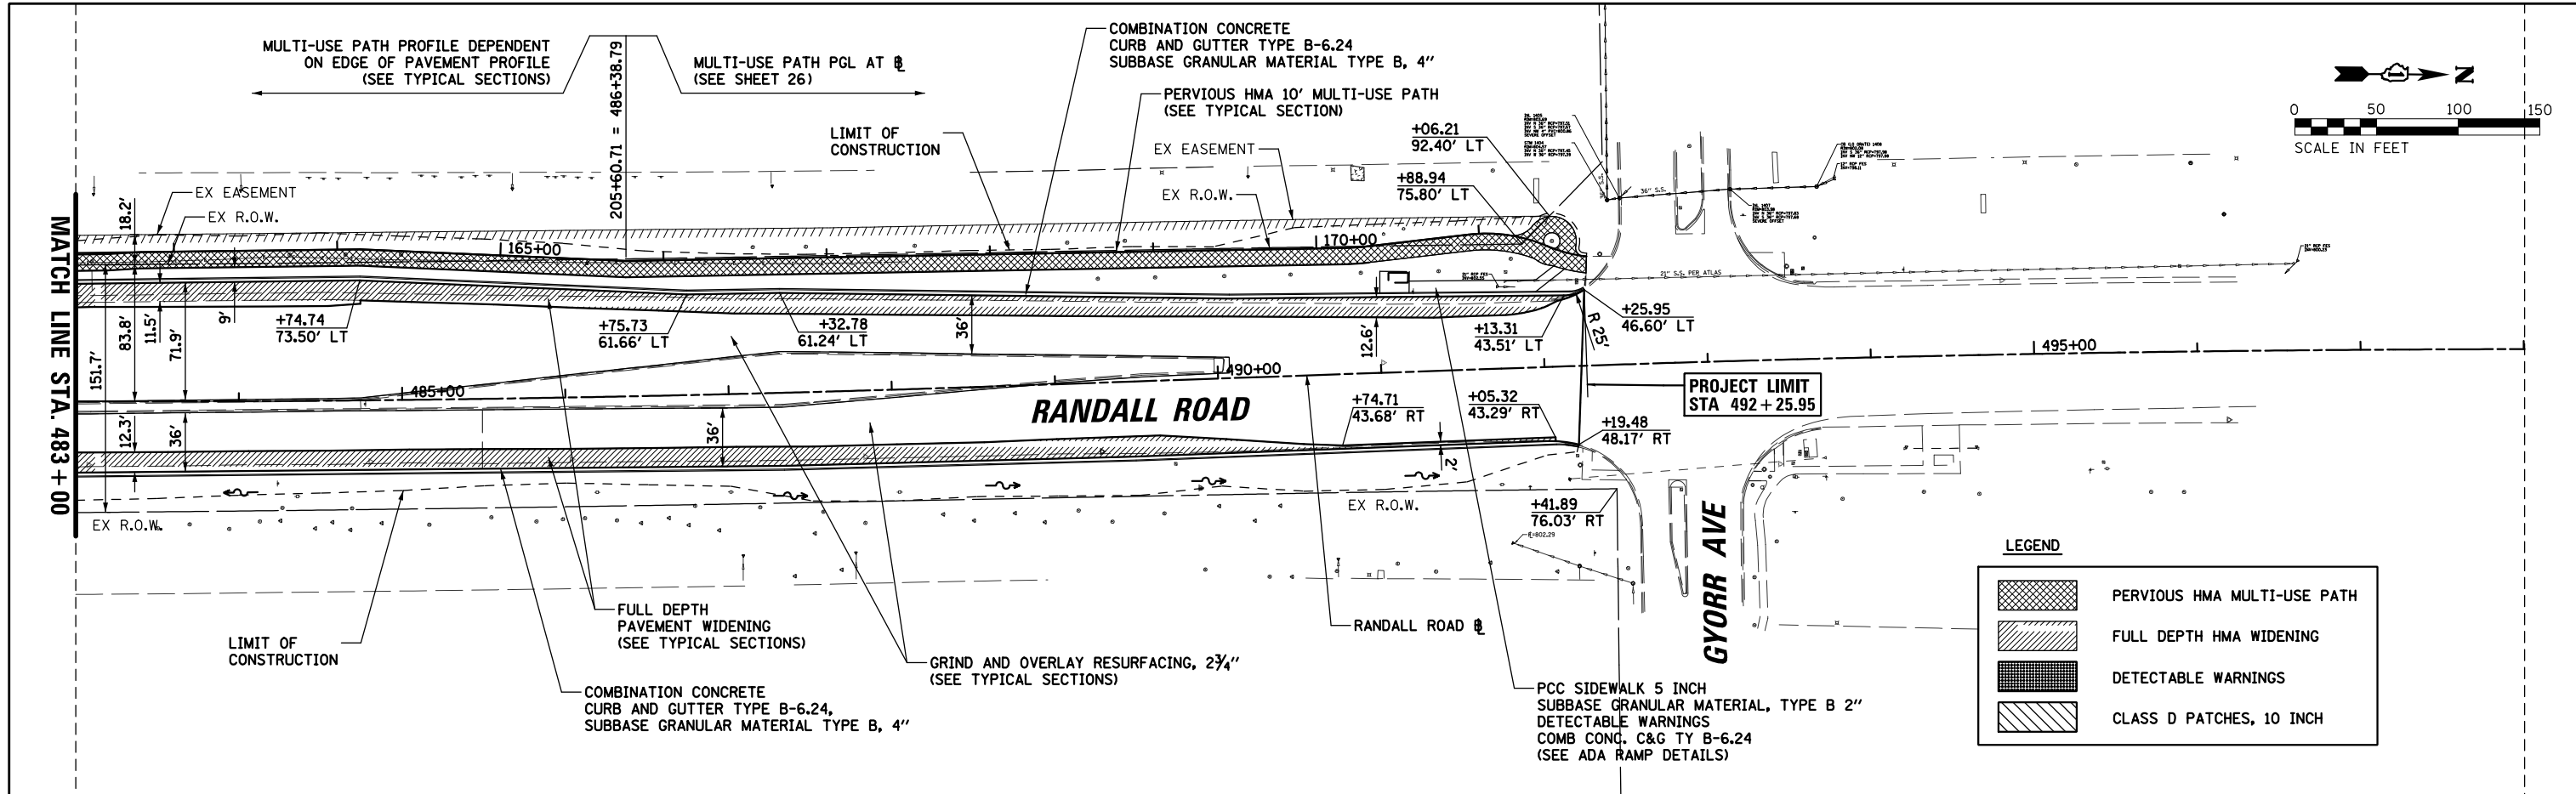 MULTI-USE PATH PROFILE DEPENDENT
ON EDGE OF PAVEMENT PROFILE
(SEE TYPICAL SECTIONS)
205+60.71 = 486+38.79
MULTI-USE PATH PGL AT ℄
(SEE SHEET 26)
COMBINATION CONCRETE
CURB AND GUTTER TYPE B-6.24
SUBBASE GRANULAR MATERIAL TYPE B, 4"
PERVIOUS HMA 10' MULTI-USE PATH
(SEE TYPICAL SECTION)
LIMIT OF
CONSTRUCTION
EX EASEMENT
EX R.O.W.
+06.21
92.40' LT
+88.94
75.80' LT
N
0 50 100 150
SCALE IN FEET
EX EASEMENT
EX R.O.W.
MATCH LINE STA. 483+00
18.2'
151.7'
83.8'
11.5'
71.9'
9'
12.3'
36'
165+00
170+00
36" S.S.
21" S.S. PER ATLAS
+74.74
73.50' LT
+75.73
61.66' LT
+32.78
61.24' LT
36'
12.6'
+13.31
43.51' LT
R 25'
+25.95
46.60' LT
485+00
490+00
495+00
RANDALL ROAD
PROJECT LIMIT
STA 492+25.95
36'
+74.71
43.68' RT
+05.32
43.29' RT
2'
+19.48
48.17' RT
EX R.O.W.
EX R.O.W.
+41.89
76.03' RT
GYORR AVE
LIMIT OF
CONSTRUCTION
FULL DEPTH
PAVEMENT WIDENING
(SEE TYPICAL SECTIONS)
COMBINATION CONCRETE
CURB AND GUTTER TYPE B-6.24,
SUBBASE GRANULAR MATERIAL TYPE B, 4"
GRIND AND OVERLAY RESURFACING, 2¾"
(SEE TYPICAL SECTIONS)
RANDALL ROAD ℄
PCC SIDEWALK 5 INCH
SUBBASE GRANULAR MATERIAL, TYPE B 2"
DETECTABLE WARNINGS
COMB CONC. C&G TY B-6.24
(SEE ADA RAMP DETAILS)
LEGEND
PERVIOUS HMA MULTI-USE PATH
FULL DEPTH HMA WIDENING
DETECTABLE WARNINGS
CLASS D PATCHES, 10 INCH